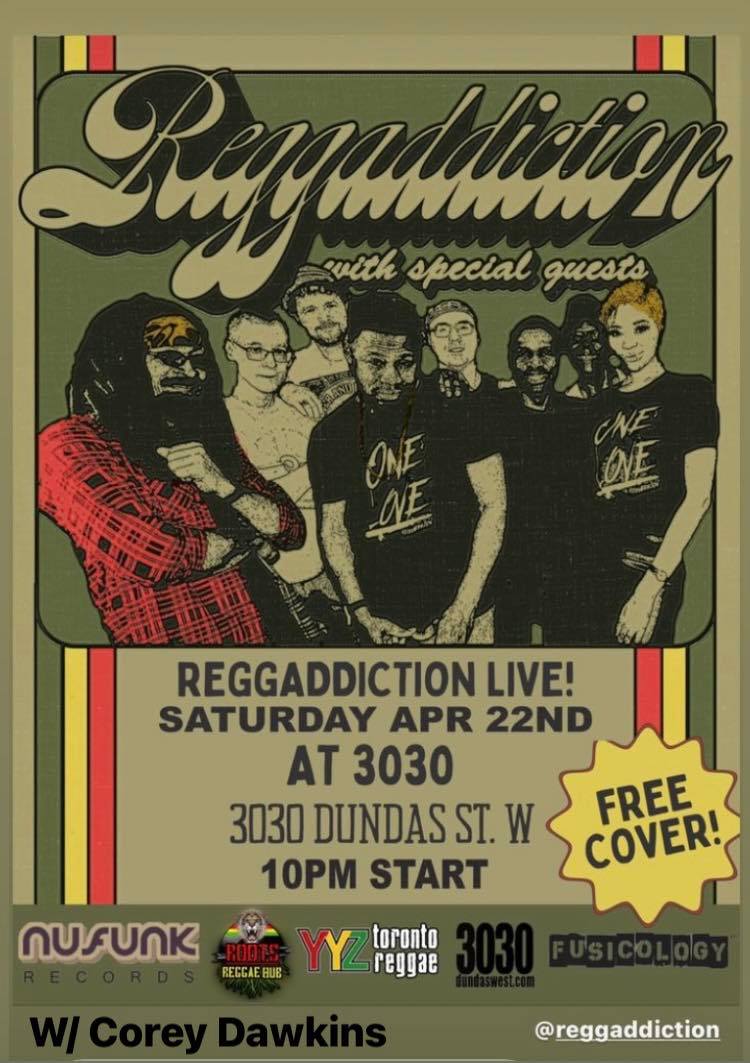 Reggaddiction
with special guests
ONE
LOVE
ONE
LOVE
REGGADDICTION LIVE!
SATURDAY APR 22ND
AT 3030
3030 DUNDAS ST. W
10PM START
FREE
COVER!
NUFUNK
RECORDS
ROOTS
REGGAE HUB
YYZ toronto
reggae
3030
dundaswest.com
FUSICOLOGY
W/ Corey Dawkins
@reggaddiction